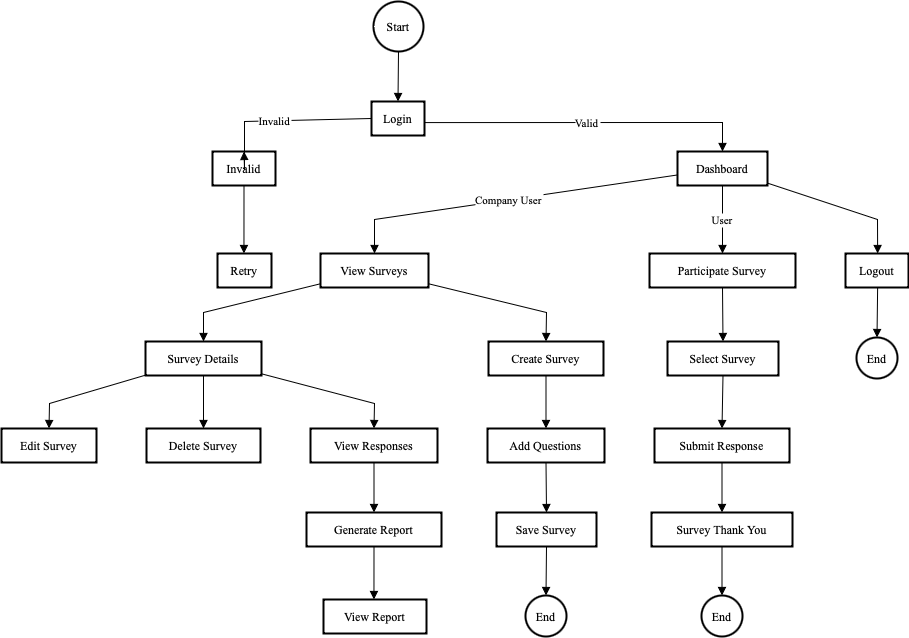 Start
Login
Invalid
Valid
Invalid
Dashboard
Company User
User
Retry
View Surveys
Participate Survey
Logout
Survey Details
Create Survey
Select Survey
End
Edit Survey
Delete Survey
View Responses
Add Questions
Submit Response
Generate Report
Save Survey
Survey Thank You
View Report
End
End